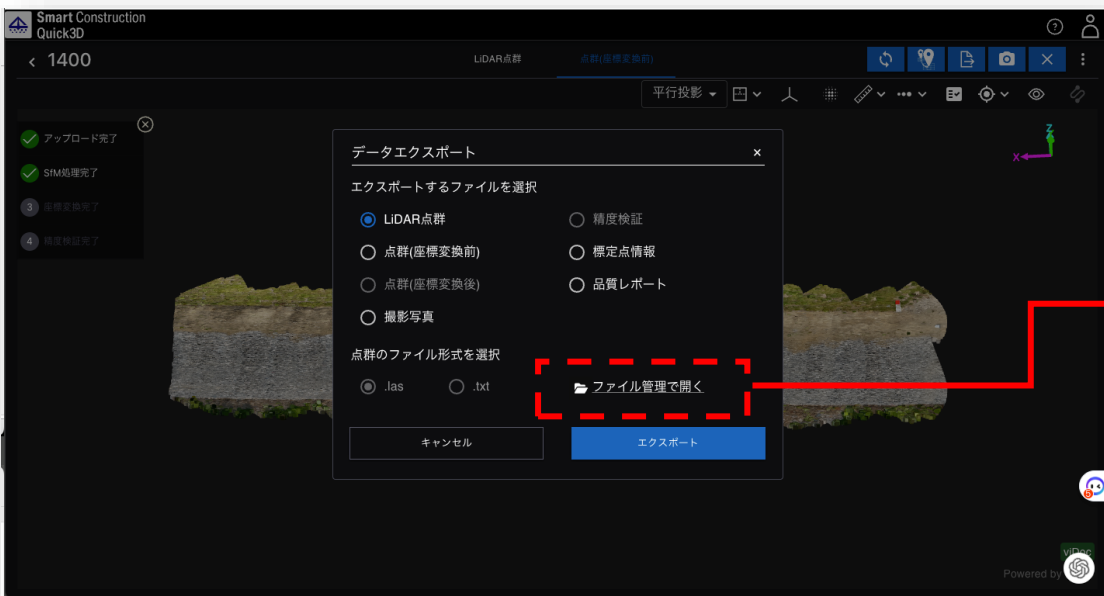 Smart Construction
Quick3D
?
1400
LiDAR点群
点群(座標変換前)
平行投影
アップロード完了
SfM処理完了
3 座標変換完了
4 精度検証完了
Z
X
データエクスポート
×
エクスポートするファイルを選択
LiDAR点群
精度検証
点群(座標変換前)
標定点情報
点群(座標変換後)
品質レポート
撮影写真
点群のファイル形式を選択
.las
.txt
ファイル管理で開く
キャンセル
エクスポート
5
viDoc
Powered by